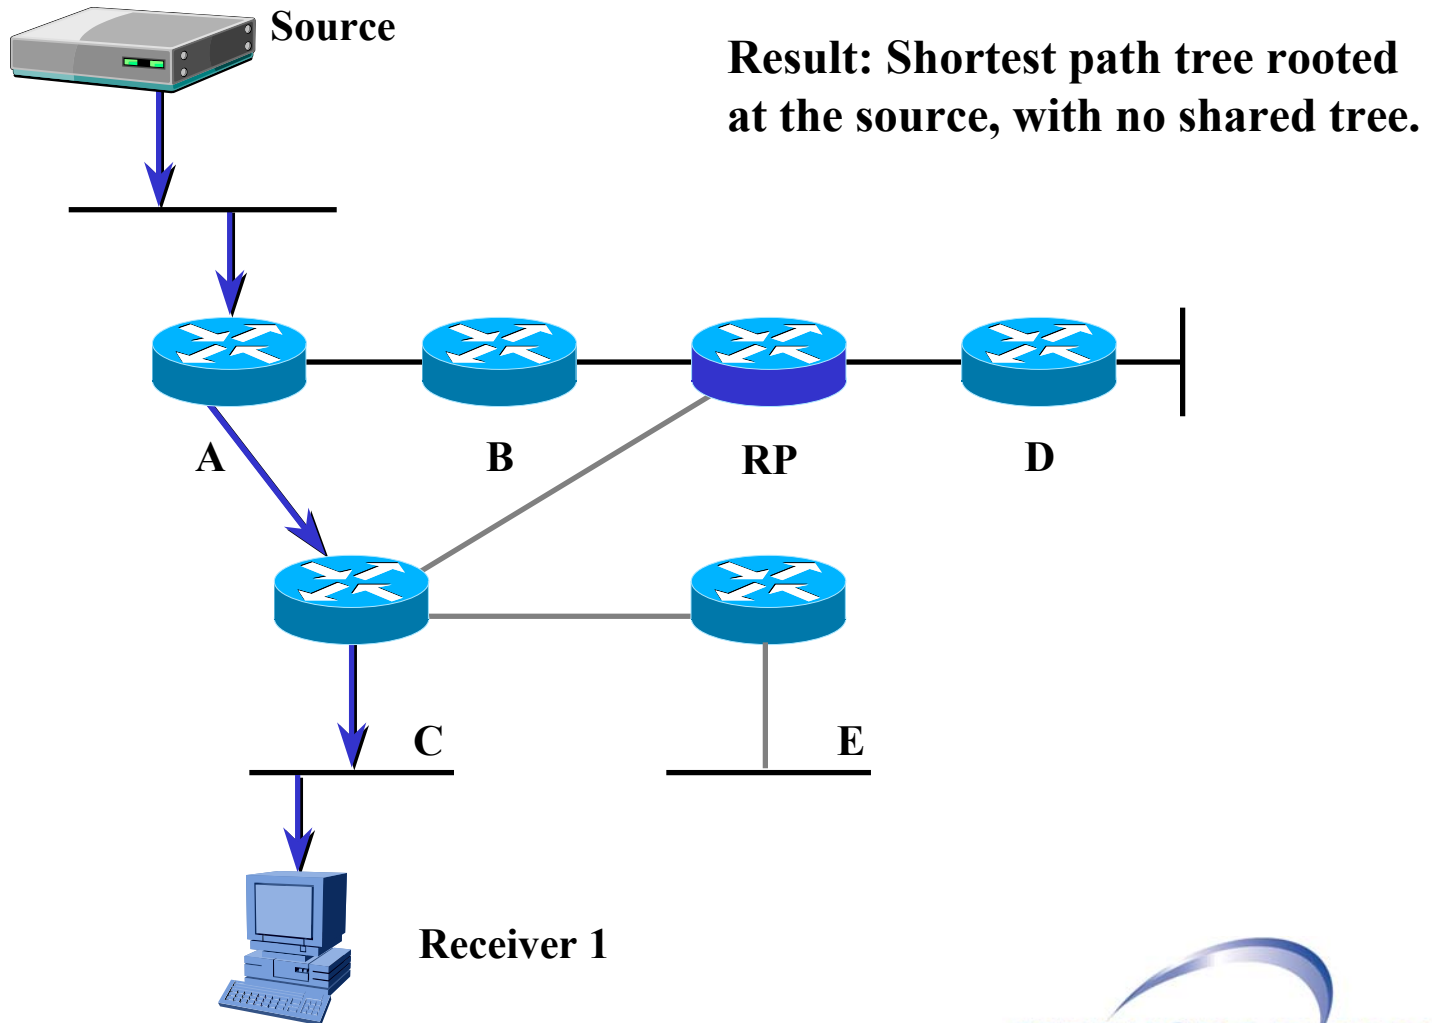 Source
Result: Shortest path tree rooted
at the source, with no shared tree.
A
B
RP
D
C
E
Receiver 1